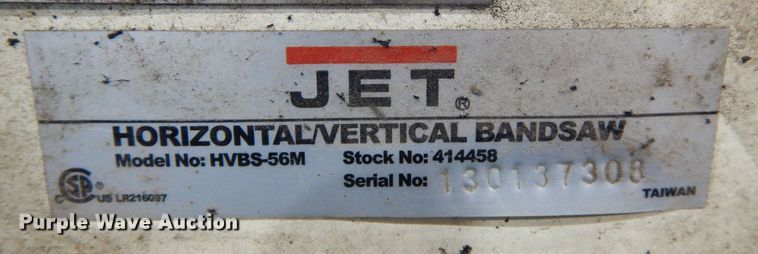 JET®
HORIZONTAL/VERTICAL BANDSAW
Model No: HVBS-56M Stock No: 414458
Serial No: 130137308
SA
US LR216097
TAIWAN
Purple Wave Auction